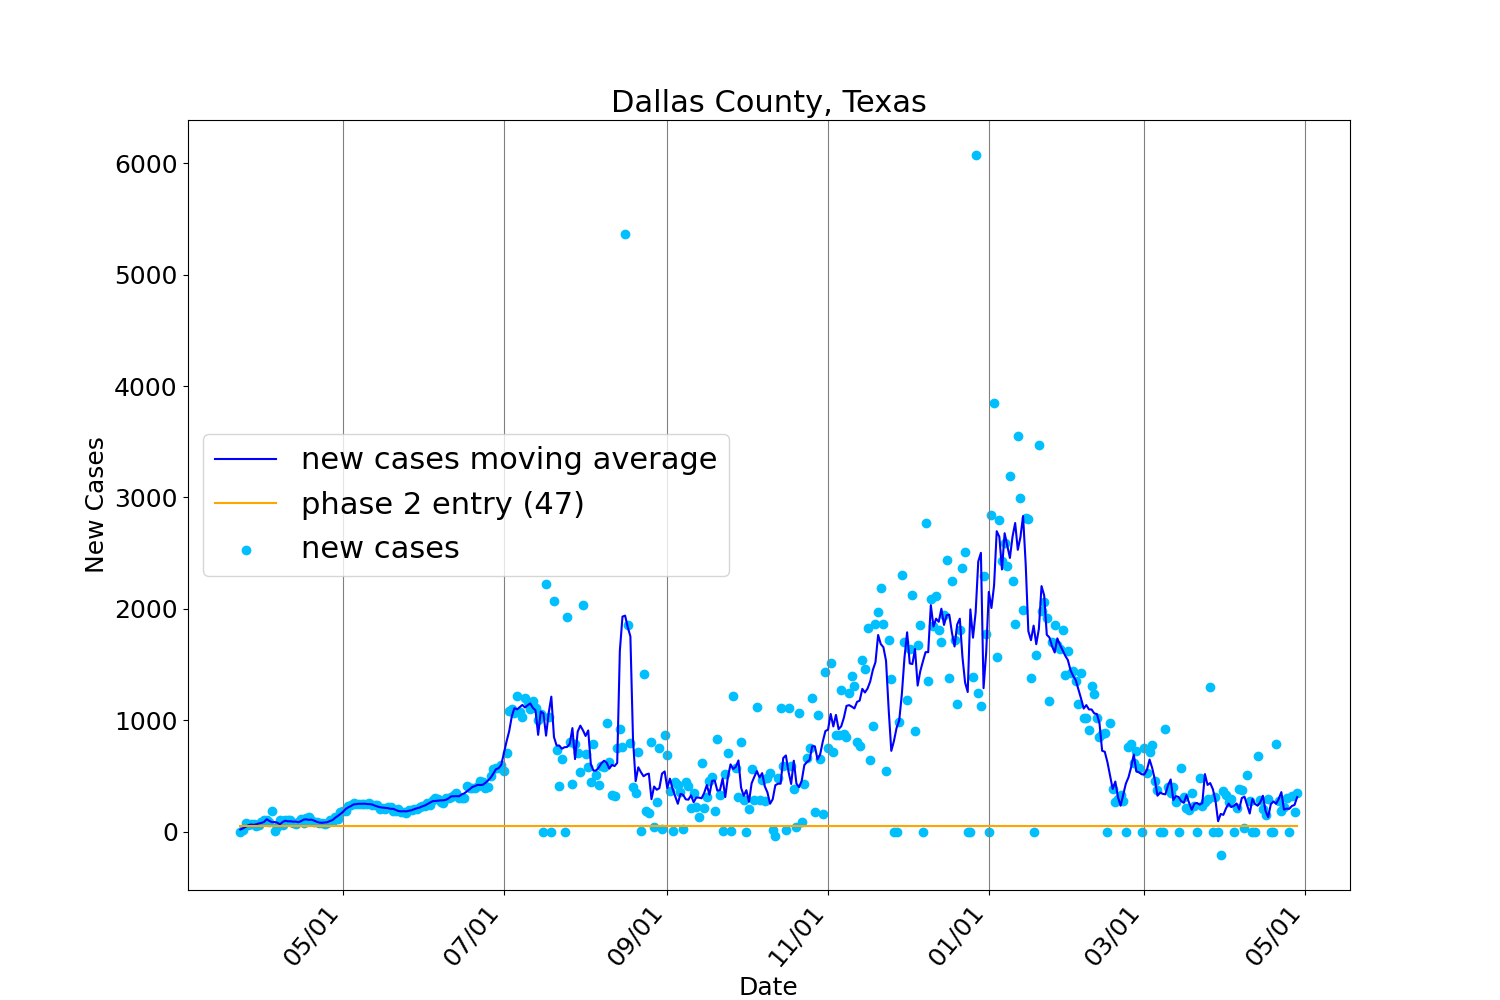 Dallas County, Texas
6000
5000
4000
3000
2000
1000
0
New Cases
new cases moving average
phase 2 entry (47)
new cases
05/01
07/01
09/01
11/01
01/01
03/01
05/01
Date